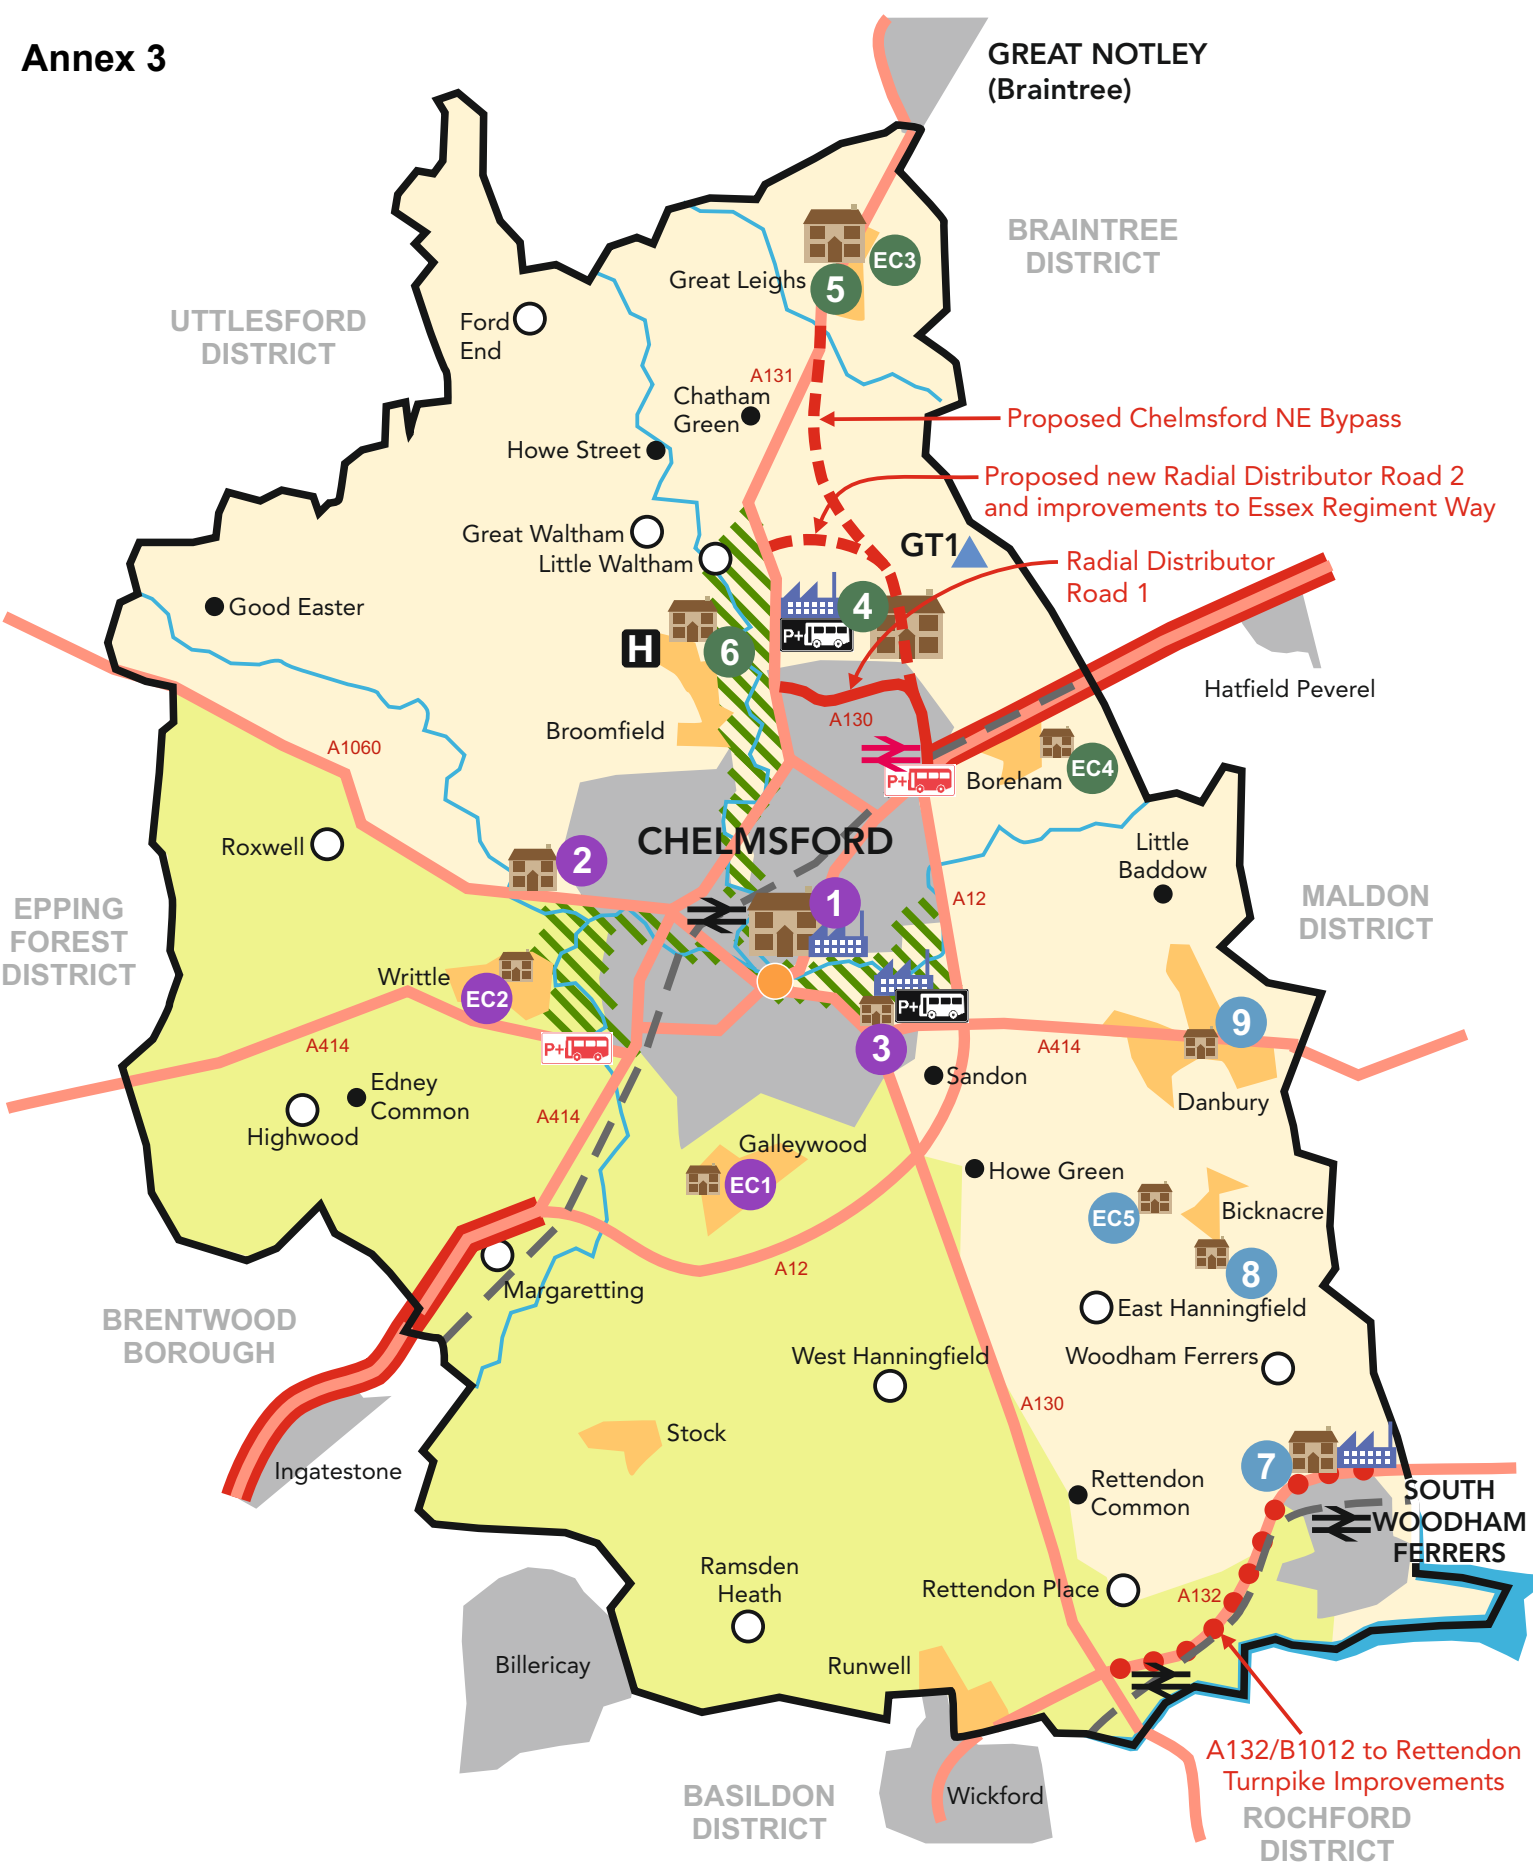 Annex 3
GREAT NOTLEY
(Braintree)
BRAINTREE
DISTRICT
EC3
Great Leighs
5
UTTLESFORD
DISTRICT
Ford
End
A131
Chatham
Green
Proposed Chelmsford NE Bypass
Howe Street
Proposed new Radial Distributor Road 2
and improvements to Essex Regiment Way
Great Waltham
Little Waltham
GT1
Radial Distributor
Road 1
Good Easter
4
P+
H
6
Hatfield Peverel
Broomfield
A130
A1060
P+
Boreham
EC4
CHELMSFORD
Roxwell
2
Little
Baddow
EPPING
FOREST
DISTRICT
1
A12
MALDON
DISTRICT
Writtle
EC2
P+
9
A414
P+
3
A414
Sandon
Edney
Common
Highwood
A414
Danbury
Galleywood
EC1
Howe Green
EC5
Bicknacre
A12
8
Margaretting
East Hanningfield
BRENTWOOD
BOROUGH
West Hanningfield
Woodham Ferrers
A130
Stock
Ingatestone
7
Rettendon
Common
SOUTH
WOODHAM
FERRERS
Ramsden
Heath
Rettendon Place
A132
Billericay
Runwell
A132/B1012 to Rettendon
Turnpike Improvements
BASILDON
DISTRICT
Wickford
ROCHFORD
DISTRICT